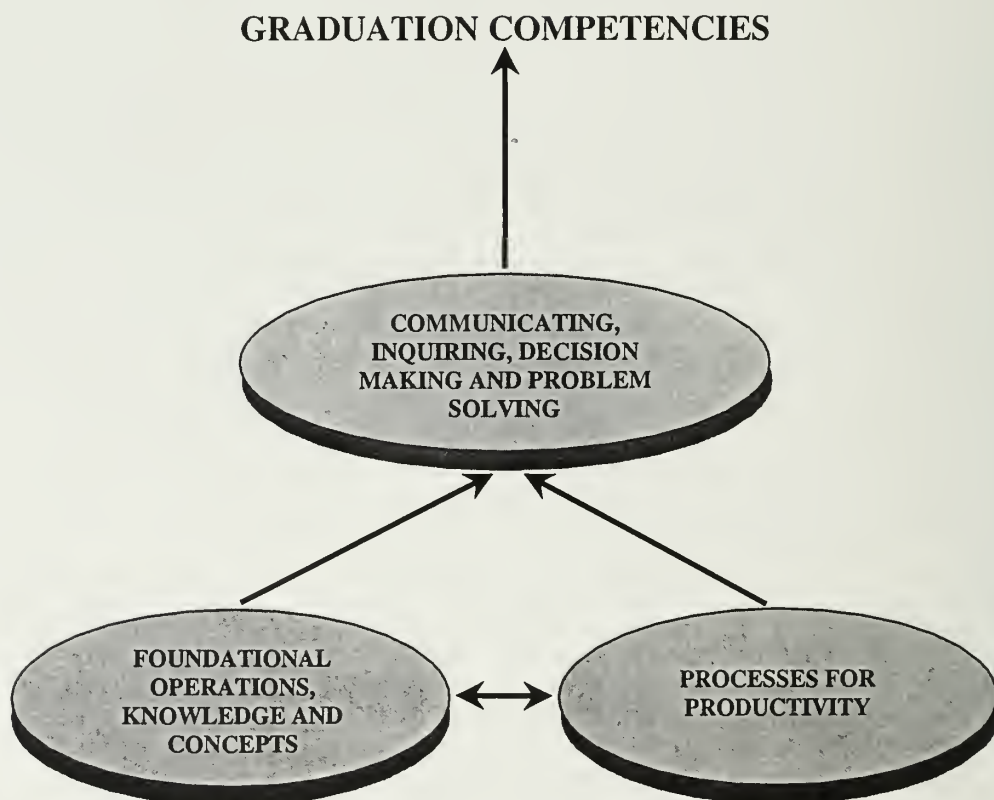 GRADUATION COMPETENCIES
COMMUNICATING,
INQUIRING, DECISION
MAKING AND PROBLEM
SOLVING
FOUNDATIONAL
OPERATIONS,
KNOWLEDGE AND
CONCEPTS
PROCESSES FOR
PRODUCTIVITY